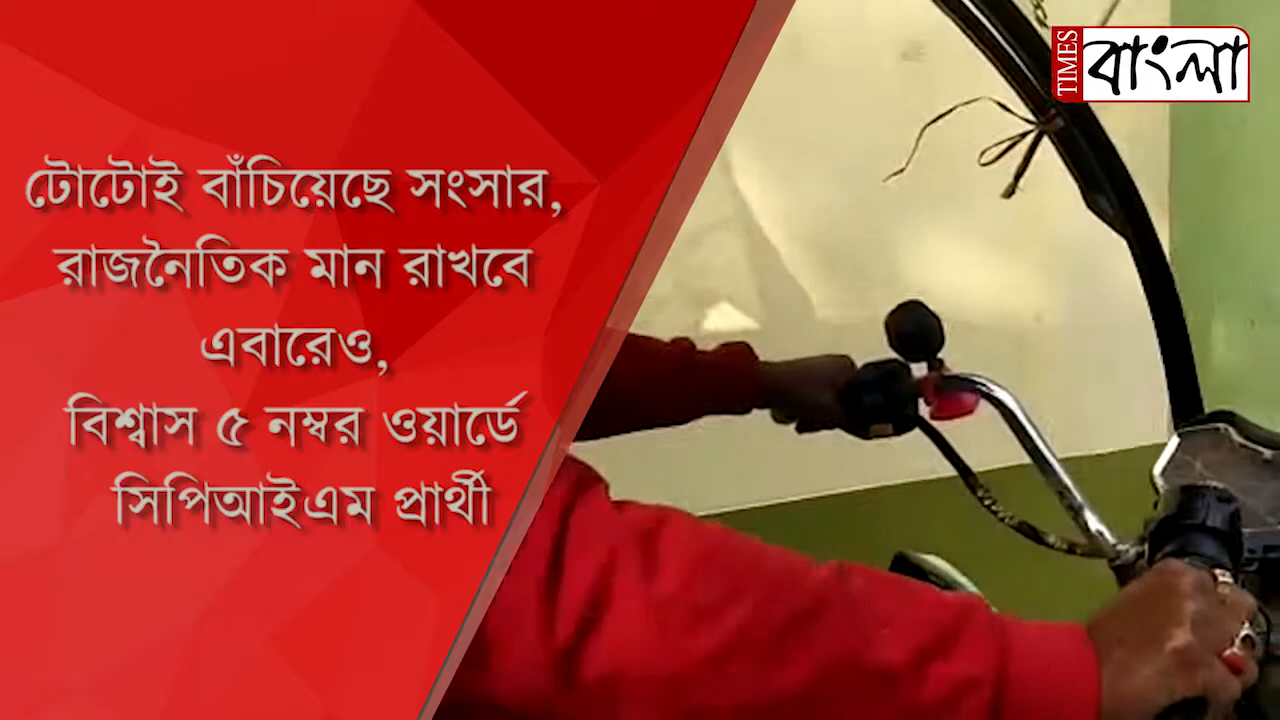 টোটোই বাঁচিয়েছে সংসার,
রাজনৈতিক মান রাখবে
এবারেও,
বিশ্বাস ৫ নম্বর ওয়ার্ডে
সিপিআইএম প্রার্থী
TIMES
বাংলা